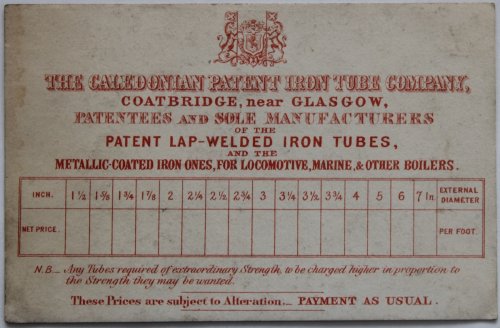 THE CALEDONIAN PATENT IRON TUBE COMPANY,
COATBRIDGE, near GLASGOW,
PATENTEES AND SOLE MANUFACTURERS
OF THE
PATENT LAP-WELDED IRON TUBES,
AND THE
METALLIC-COATED IRON ONES, FOR LOCOMOTIVE, MARINE, & OTHER BOILERS.
INCH. 1½ 1⅝ 1¾ 1⅞ 2 2¼ 2½ 2¾ 3 3¼ 3½ 3¾ 4 5 6 7 In EXTERNAL DIAMETER
NET PRICE. PER FOOT.
N.B._ Any Tubes required of extraordinary Strength, to be charged higher in proportion to
the Strength they may be wanted.
These Prices are subject to Alteration._ PAYMENT AS USUAL.